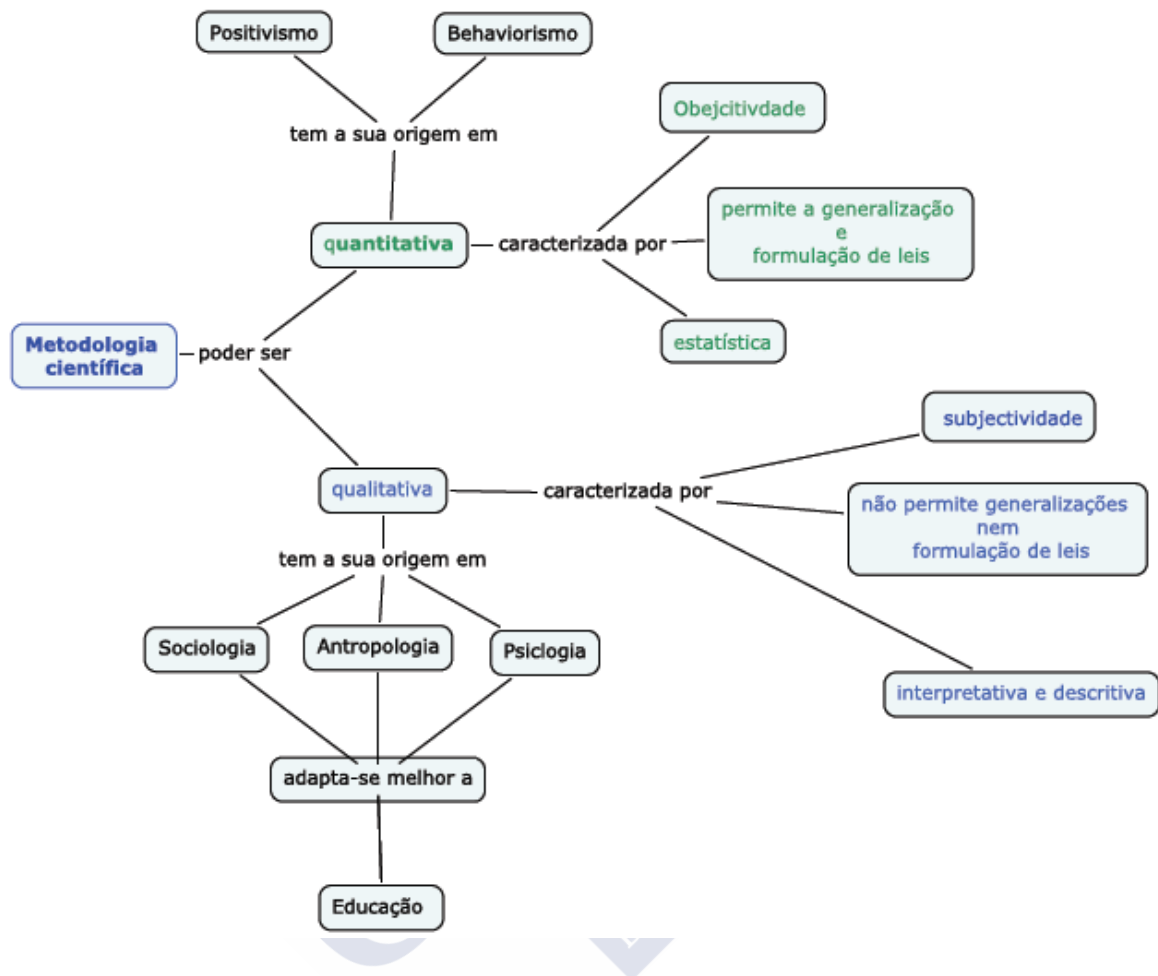 Positivismo
Behaviorismo
tem a sua origem em
Obejcitivdade
permite a generalização
e
formulação de leis
quantitativa
caracterizada por
estatística
Metodologia
científica
poder ser
subjectividade
qualitativa
caracterizada por
não permite generalizações
nem
formulação de leis
tem a sua origem em
Sociologia
Antropologia
Psiclogia
interpretativa e descritiva
adapta-se melhor a
Educação